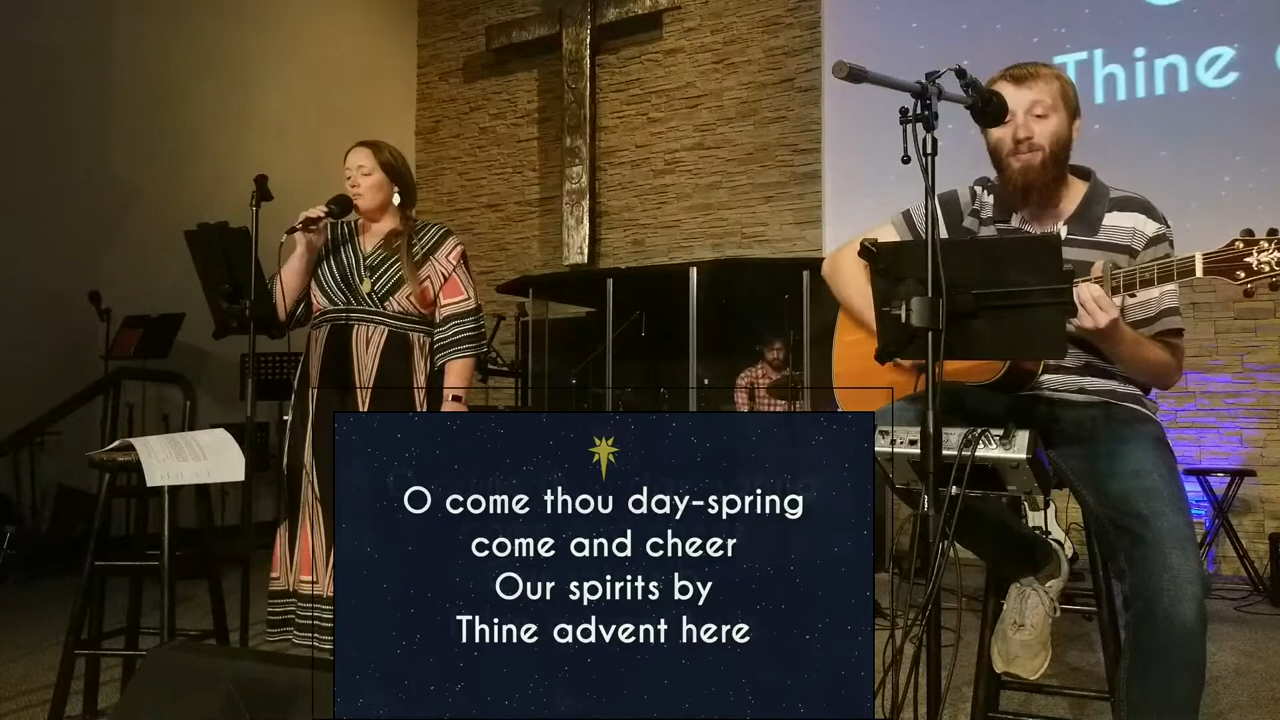 Thine
O come thou day-spring
come and cheer
Our spirits by
Thine advent here